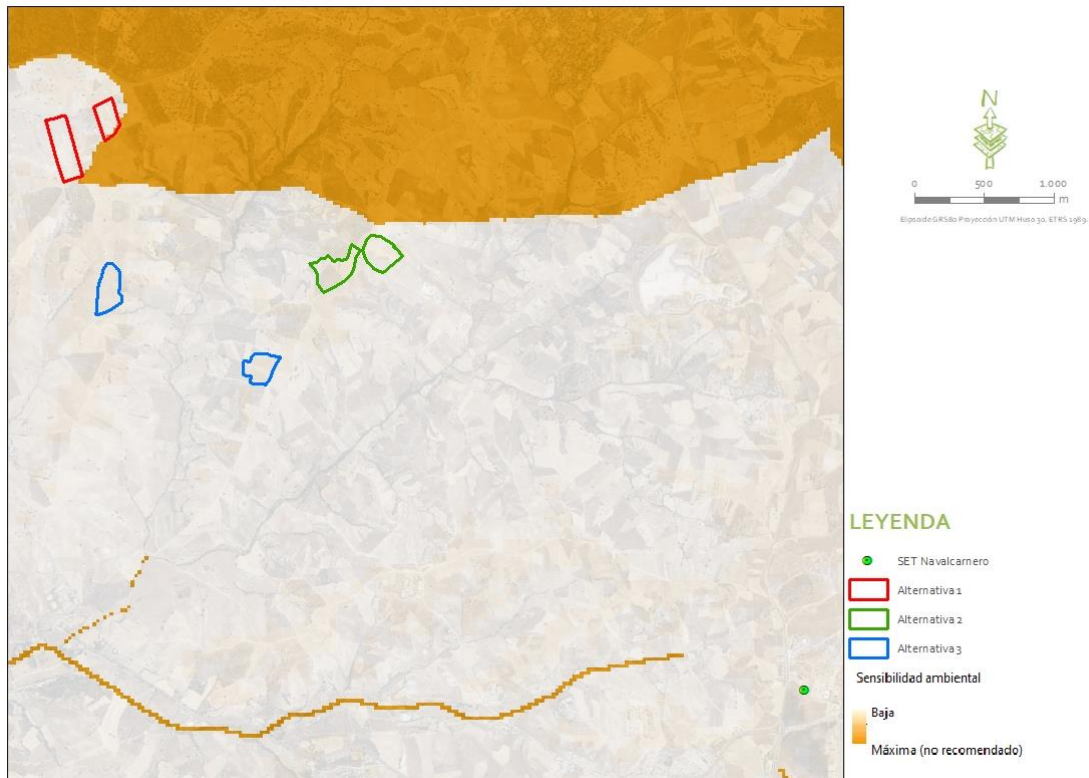 N
0 500 1.000
m
Elipsoide GRS80 Proyección UTM Huso 30, ETRS 1989.
LEYENDA
SET Navalcarnero
Alternativa 1
Alternativa 2
Alternativa 3
Sensibilidad ambiental
Baja
Máxima (no recomendado)